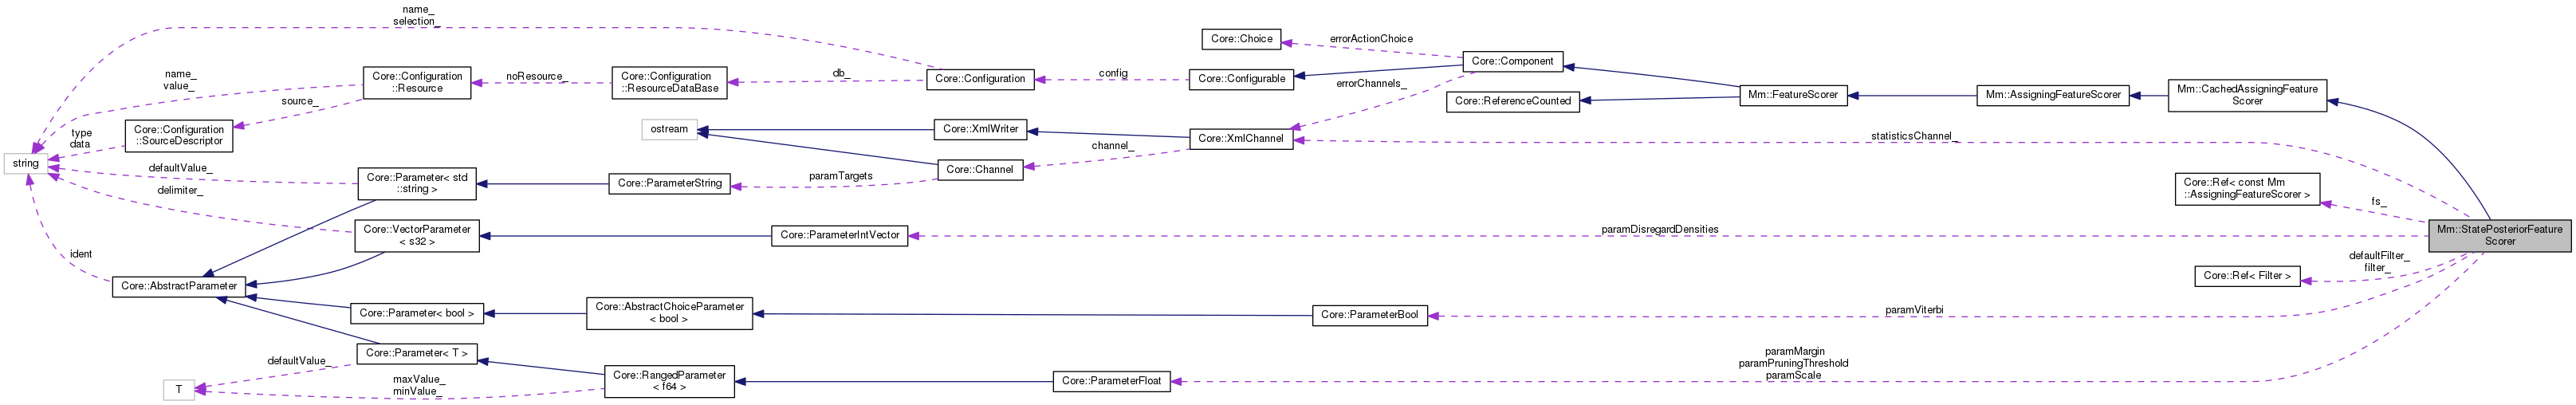 name_
selection_
Core::Choice
errorActionChoice
Core::Component
name_
value_
Core::Configuration
::Resource
noResource_
Core::Configuration
::ResourceDataBase
db_
Core::Configuration
config
Core::Configurable
errorChannels_
Core::ReferenceCounted
Mm::FeatureScorer
Mm::AssigningFeatureScorer
Mm::CachedAssigningFeature
Scorer
source_
type
data
Core::Configuration
::SourceDescriptor
ostream
Core::XmlWriter
Core::XmlChannel
statisticsChannel_
string
defaultValue_
delimiter_
Core::Parameter< std
::string >
Core::ParameterString
paramTargets
Core::Channel
channel_
Core::Ref< const Mm
::AssigningFeatureScorer >
fs_
Core::VectorParameter
< s32 >
Core::ParameterIntVector
paramDisregardDensities
Mm::StatePosteriorFeature
Scorer
ident
Core::AbstractParameter
Core::Ref< Filter >
defaultFilter_
filter_
Core::Parameter< bool >
Core::AbstractChoiceParameter
< bool >
Core::ParameterBool
paramViterbi
Core::Parameter< T >
defaultValue_
T
maxValue_
minValue_
Core::RangedParameter
< f64 >
Core::ParameterFloat
paramMargin
paramPruningThreshold
paramScale